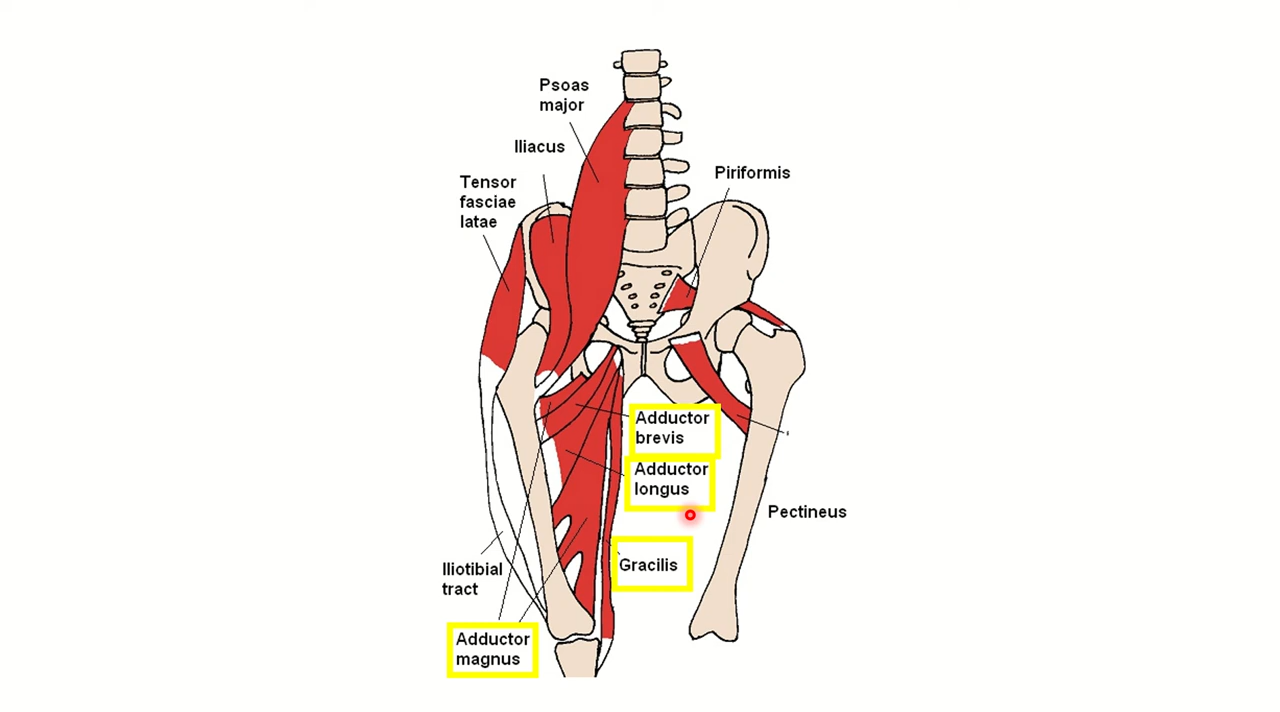 Psoas
major
Iliacus
Tensor
fasciae
latae
Piriformis
Adductor
brevis
Adductor
longus
Pectineus
Gracilis
Iliotibial
tract
Adductor
magnus